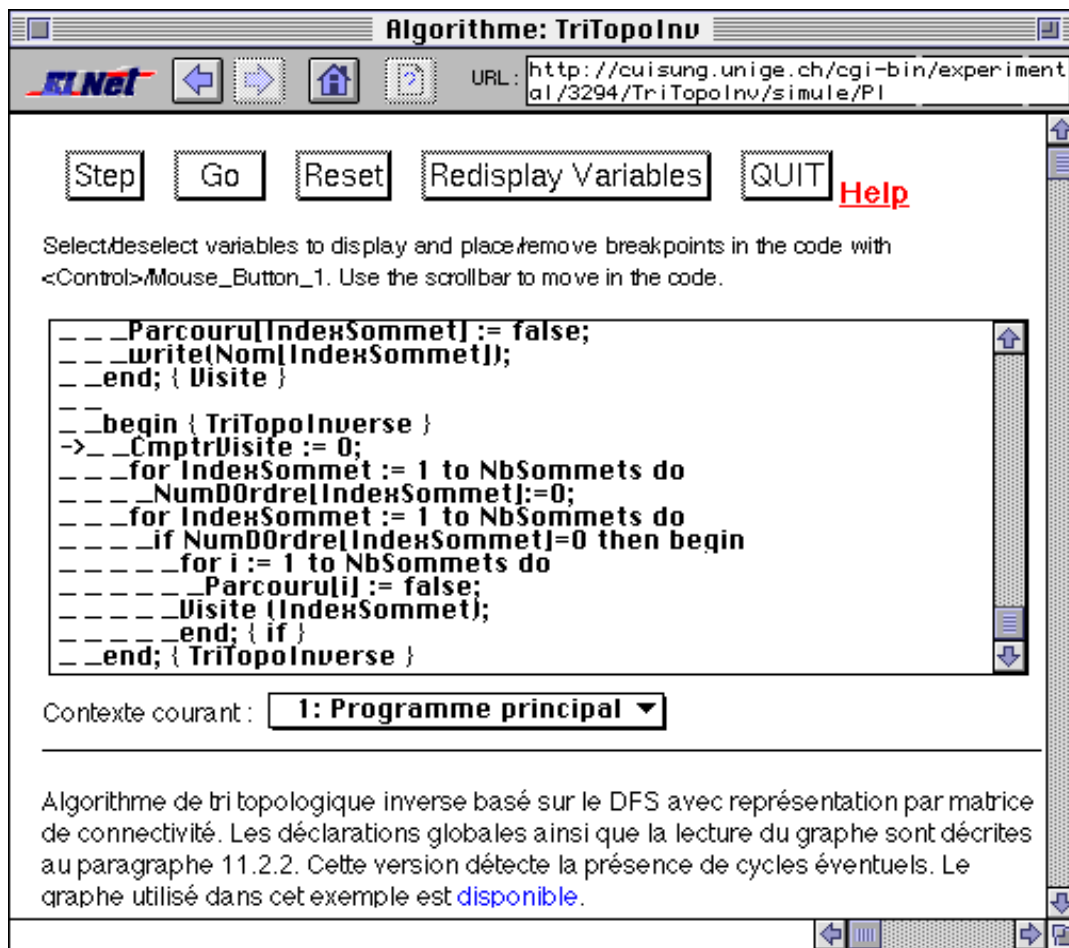 Algorithme: TriTopoInv
KLNet
URL :
http://cuisung.unige.ch/cgi-bin/experiment
al/3294/TriTopoInv/simule/PI
Step Go Reset Redisplay Variables QUIT Help
Select/deselect variables to display and place/remove breakpoints in the code with
<Control>/Mouse_Button_1. Use the scrollbar to move in the code.
_ _ _Parcouru[IndexSommet] := false;
_ _ _write(Nom[IndexSommet]);
_ _end; { Visite }
_ _
_ _begin { TriTopoInverse }
->_ _CmptrVisite := 0;
_ _ _for IndexSommet := 1 to NbSommets do
_ _ _ _NumDOrdre[IndexSommet]:=0;
_ _ _for IndexSommet := 1 to NbSommets do
_ _ _ _if NumDOrdre[IndexSommet]=0 then begin
_ _ _ _ _for i := 1 to NbSommets do
_ _ _ _ _ _Parcouru[i] := false;
_ _ _ _ _Visite (IndexSommet);
_ _ _ _ _end; { if }
_ _end; { TriTopoInverse }
Contexte courant : 1: Programme principal
Algorithme de tri topologique inverse basé sur le DFS avec représentation par matrice
de connectivité. Les déclarations globales ainsi que la lecture du graphe sont décrites
au paragraphe 11.2.2. Cette version détecte la présence de cycles éventuels. Le
graphe utilisé dans cet exemple est disponible.